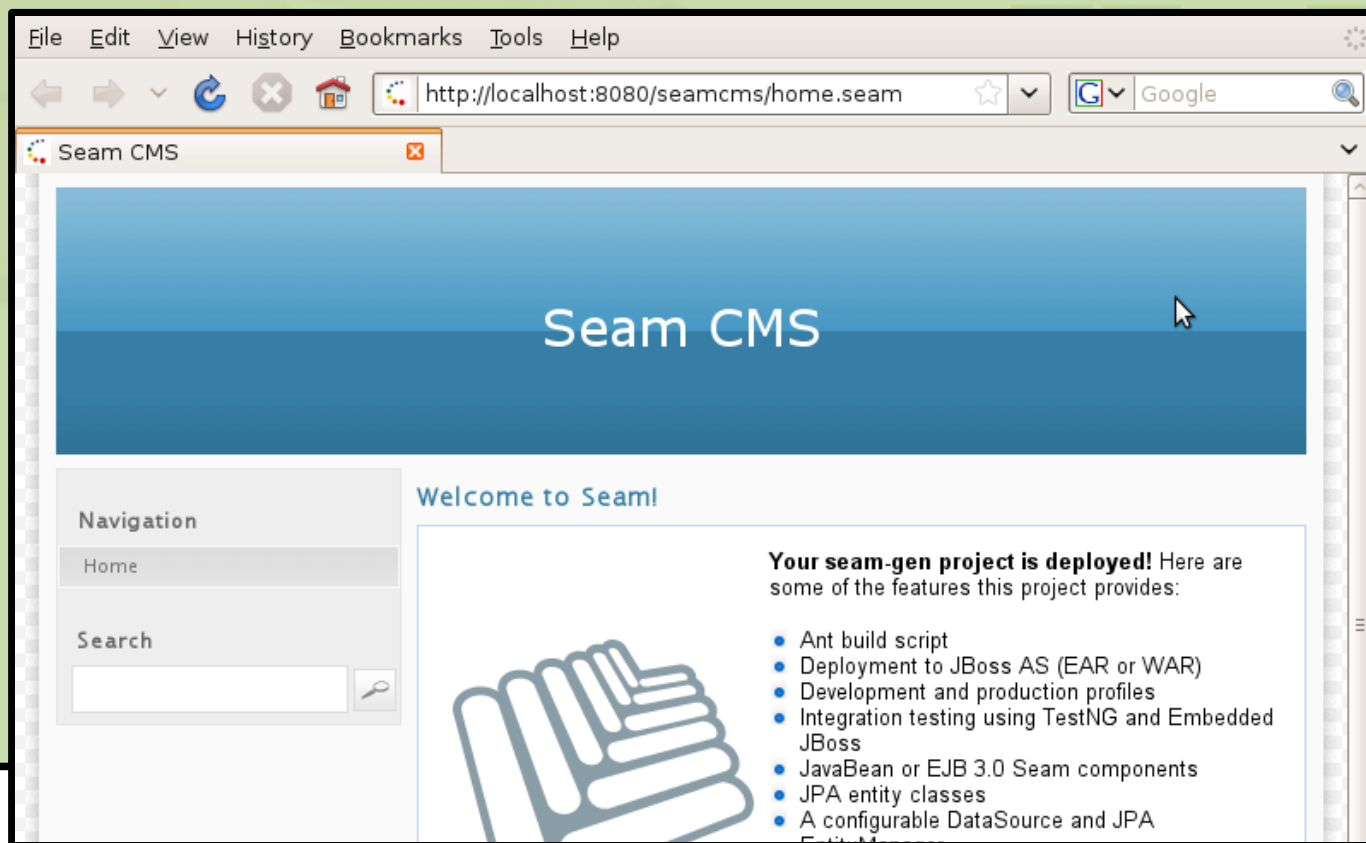 File Edit View History Bookmarks Tools Help
http://localhost:8080/seamcms/home.seam
G Google
Seam CMS
Seam CMS
Navigation
Home
Search
Welcome to Seam!
Your seam-gen project is deployed! Here are
some of the features this project provides:
Ant build script
Deployment to JBoss AS (EAR or WAR)
Development and production profiles
Integration testing using TestNG and Embedded
JBoss
JavaBean or EJB 3.0 Seam components
JPA entity classes
A configurable DataSource and JPA